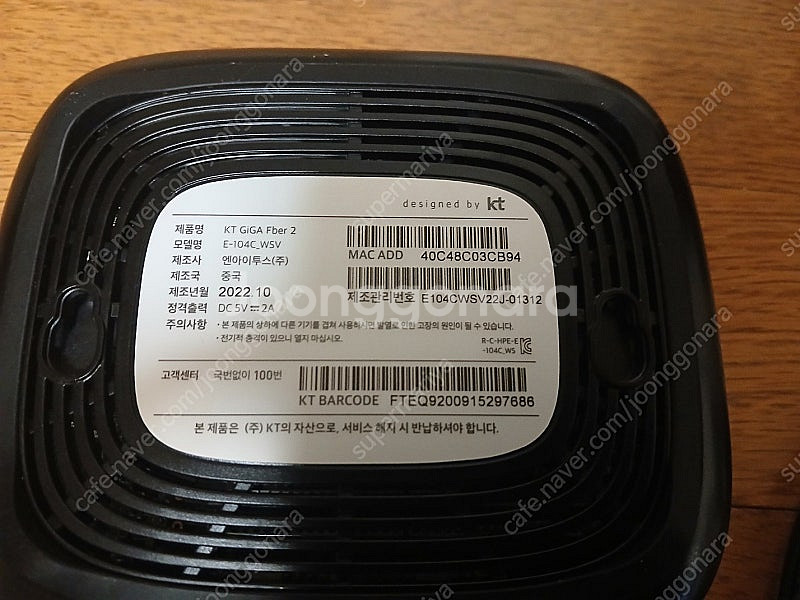 designed by kt
제품명 KT GiGA Fber 2
모델명 E-104C_WSV
제조사 엔아이투스(주)
제조국 중국
제조년월 2022.10
정격출력 DC 5V ⎓ 2A
MAC ADD 40C48C03CB94
제조관리번호 E104CWSV22J-01312
주의사항 • 본 제품의 상하에 다른 기기를 겹쳐 사용하시면 발열로 인한 고장의 원인이 될 수 있습니다.
• 전기적 충격이 있으니 열지 마십시오.
R-C-HPE-E
-104C_WS
고객센터 국번없이 100번
KT BARCODE FTEQ9200915297686
본 제품은 (주) KT의 자산으로, 서비스 해지 시 반납하셔야 합니다.
joonggonara
supermariya
cafe.naver.com/joonggonara